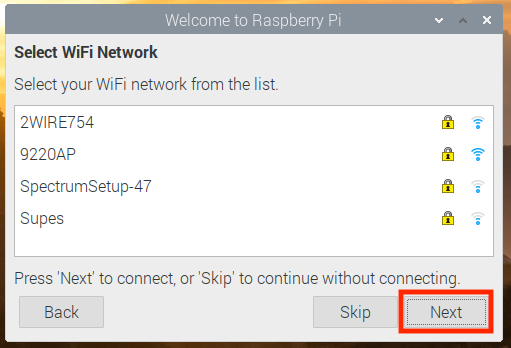 Welcome to Raspberry Pi
Select WiFi Network
Select your WiFi network from the list.
2WIRE754
9220AP
SpectrumSetup-47
Supes
Press 'Next' to connect, or 'Skip' to continue without connecting.
Back Skip Next